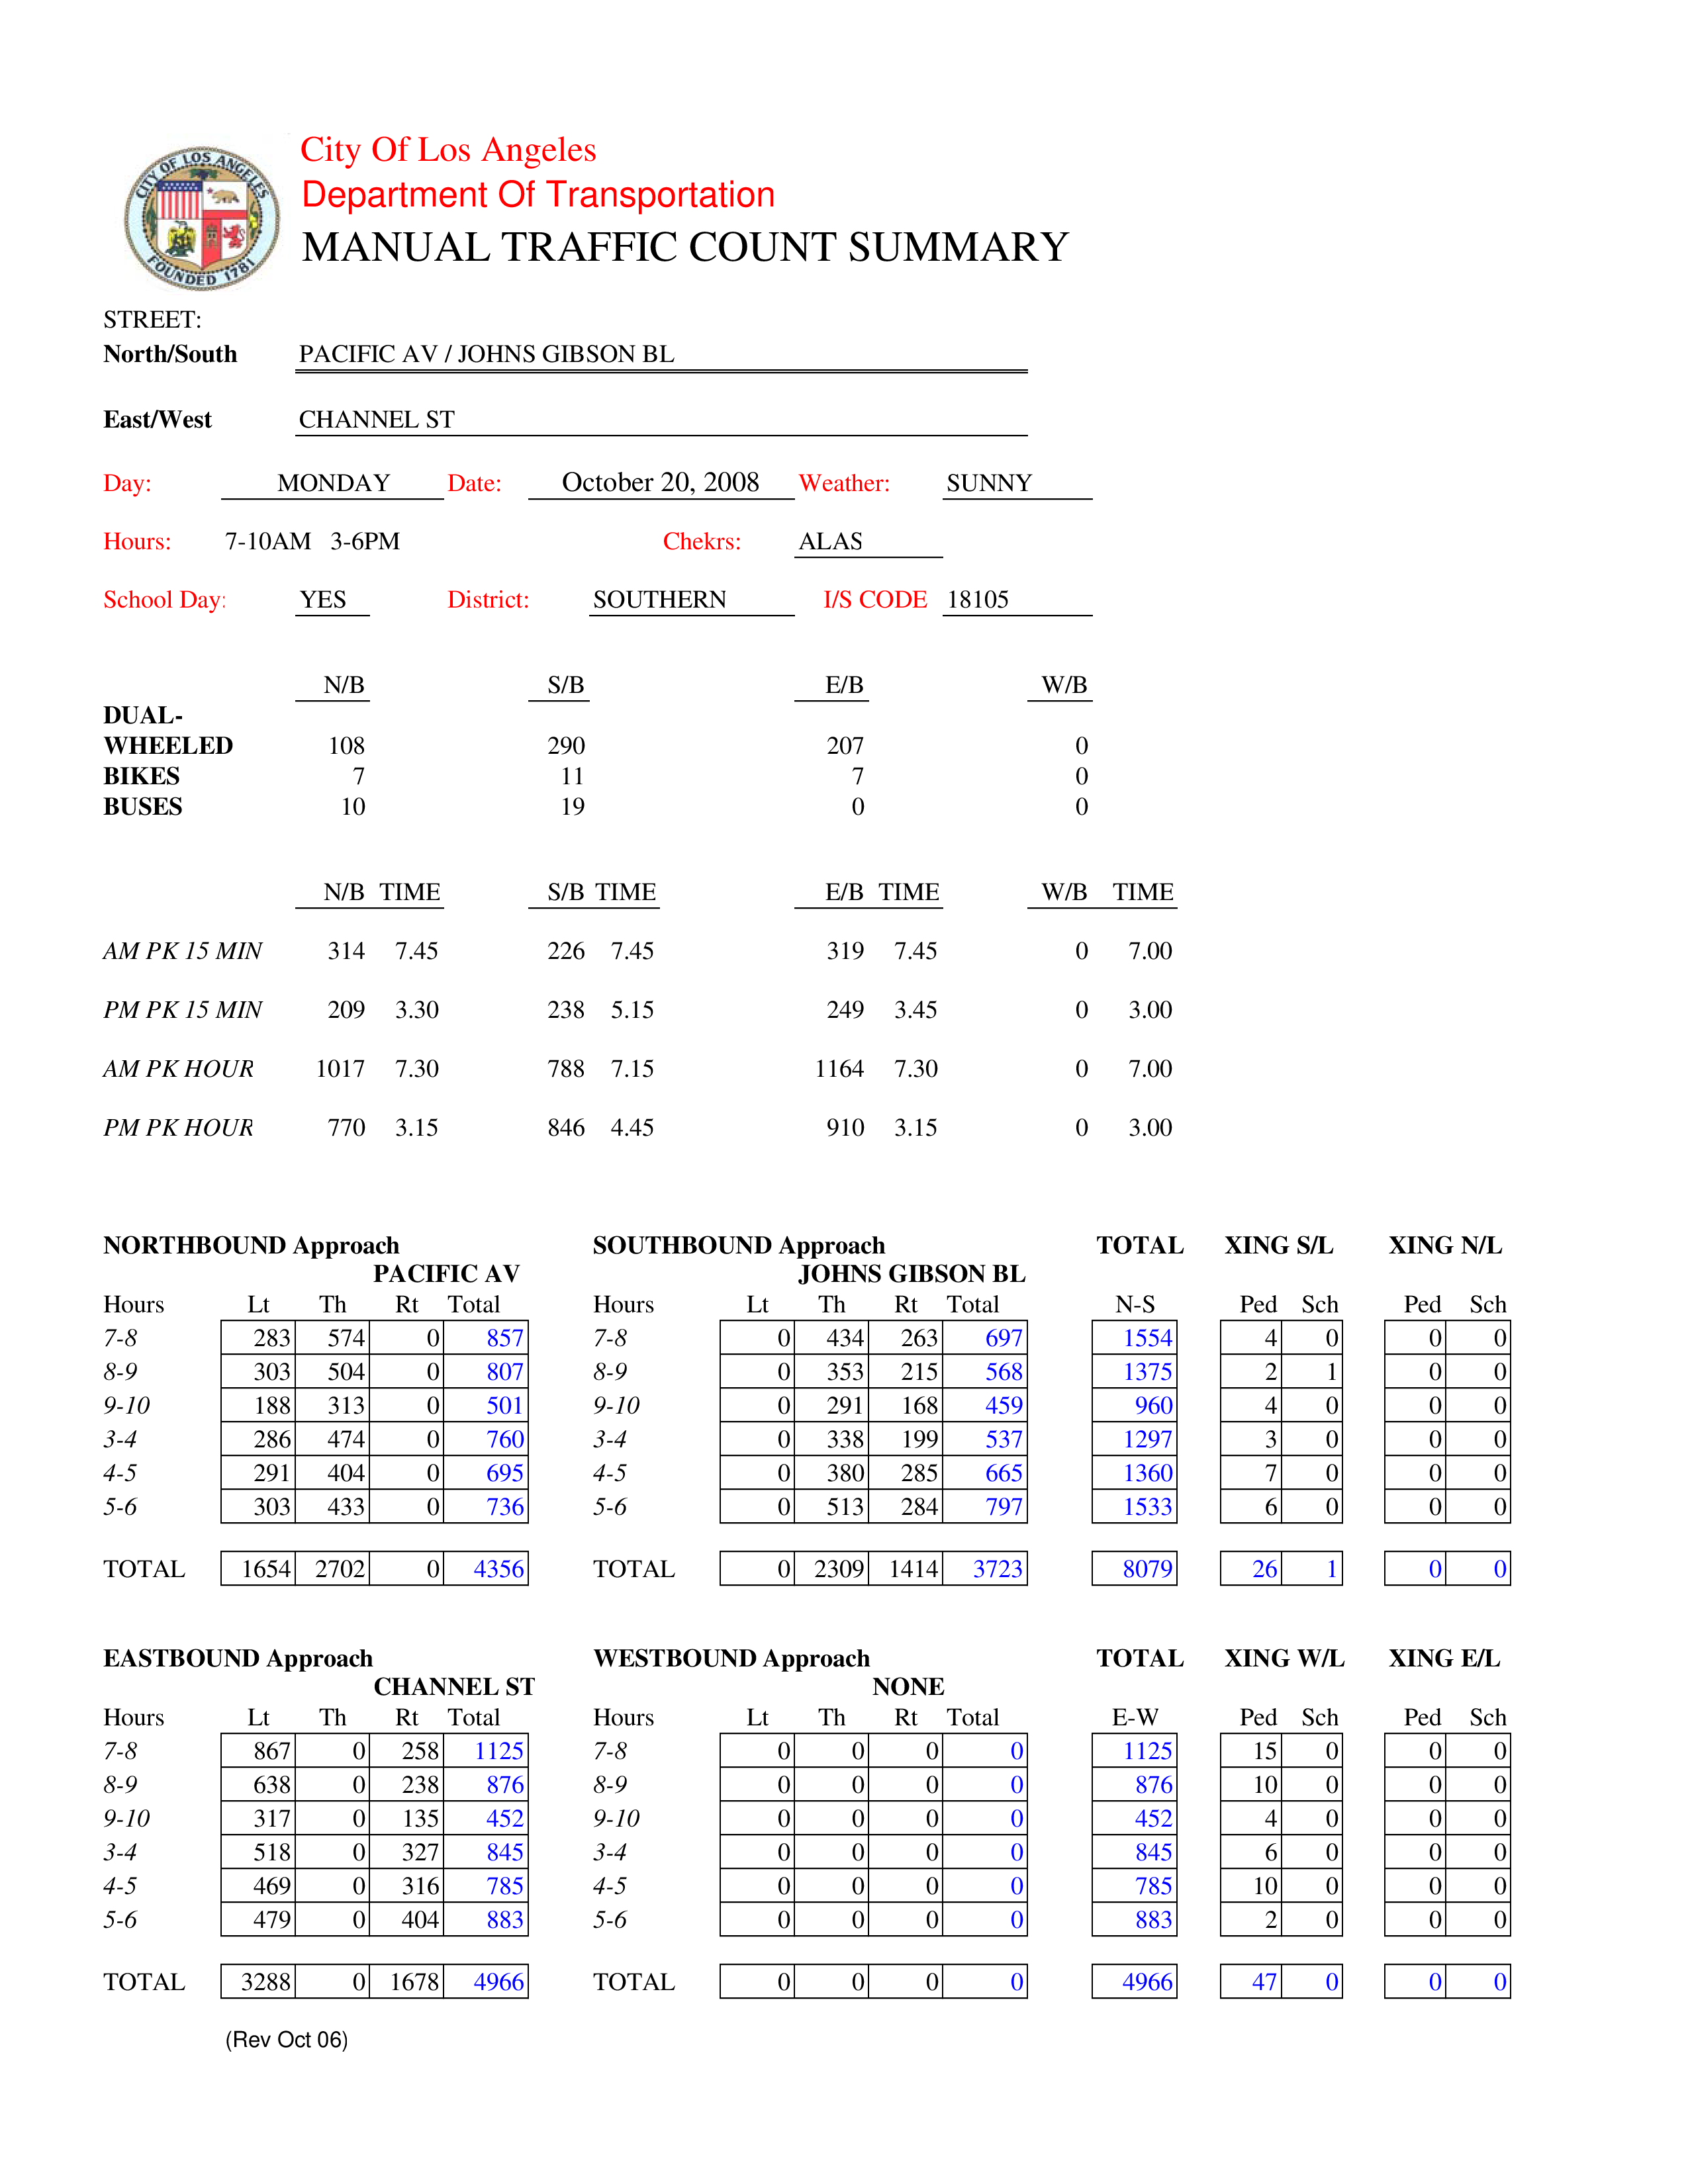 CITY OF LOS ANGELES
FOUNDED 1781
City Of Los Angeles
Department Of Transportation
MANUAL TRAFFIC COUNT SUMMARY
STREET:
North/South PACIFIC AV / JOHNS GIBSON BL
East/West CHANNEL ST
Day: MONDAY Date: October 20, 2008 Weather: SUNNY
Hours: 7-10AM 3-6PM Chekrs: ALAS
School Day: YES District: SOUTHERN I/S CODE 18105
N/B S/B E/B W/B
DUAL-
WHEELED 108 290 207 0
BIKES 7 11 7 0
BUSES 10 19 0 0
N/B TIME S/B TIME E/B TIME W/B TIME
AM PK 15 MIN 314 7.45 226 7.45 319 7.45 0 7.00
PM PK 15 MIN 209 3.30 238 5.15 249 3.45 0 3.00
AM PK HOUR 1017 7.30 788 7.15 1164 7.30 0 7.00
PM PK HOUR 770 3.15 846 4.45 910 3.15 0 3.00
NORTHBOUND Approach SOUTHBOUND Approach TOTAL XING S/L XING N/L
PACIFIC AV JOHNS GIBSON BL
Hours Lt Th Rt Total Hours Lt Th Rt Total N-S Ped Sch Ped Sch
7-8 283 574 0 857 7-8 0 434 263 697 1554 4 0 0 0
8-9 303 504 0 807 8-9 0 353 215 568 1375 2 1 0 0
9-10 188 313 0 501 9-10 0 291 168 459 960 4 0 0 0
3-4 286 474 0 760 3-4 0 338 199 537 1297 3 0 0 0
4-5 291 404 0 695 4-5 0 380 285 665 1360 7 0 0 0
5-6 303 433 0 736 5-6 0 513 284 797 1533 6 0 0 0
TOTAL 1654 2702 0 4356 TOTAL 0 2309 1414 3723 8079 26 1 0 0
EASTBOUND Approach WESTBOUND Approach TOTAL XING W/L XING E/L
CHANNEL ST NONE
Hours Lt Th Rt Total Hours Lt Th Rt Total E-W Ped Sch Ped Sch
7-8 867 0 258 1125 7-8 0 0 0 0 1125 15 0 0 0
8-9 638 0 238 876 8-9 0 0 0 0 876 10 0 0 0
9-10 317 0 135 452 9-10 0 0 0 0 452 4 0 0 0
3-4 518 0 327 845 3-4 0 0 0 0 845 6 0 0 0
4-5 469 0 316 785 4-5 0 0 0 0 785 10 0 0 0
5-6 479 0 404 883 5-6 0 0 0 0 883 2 0 0 0
TOTAL 3288 0 1678 4966 TOTAL 0 0 0 0 4966 47 0 0 0
(Rev Oct 06)